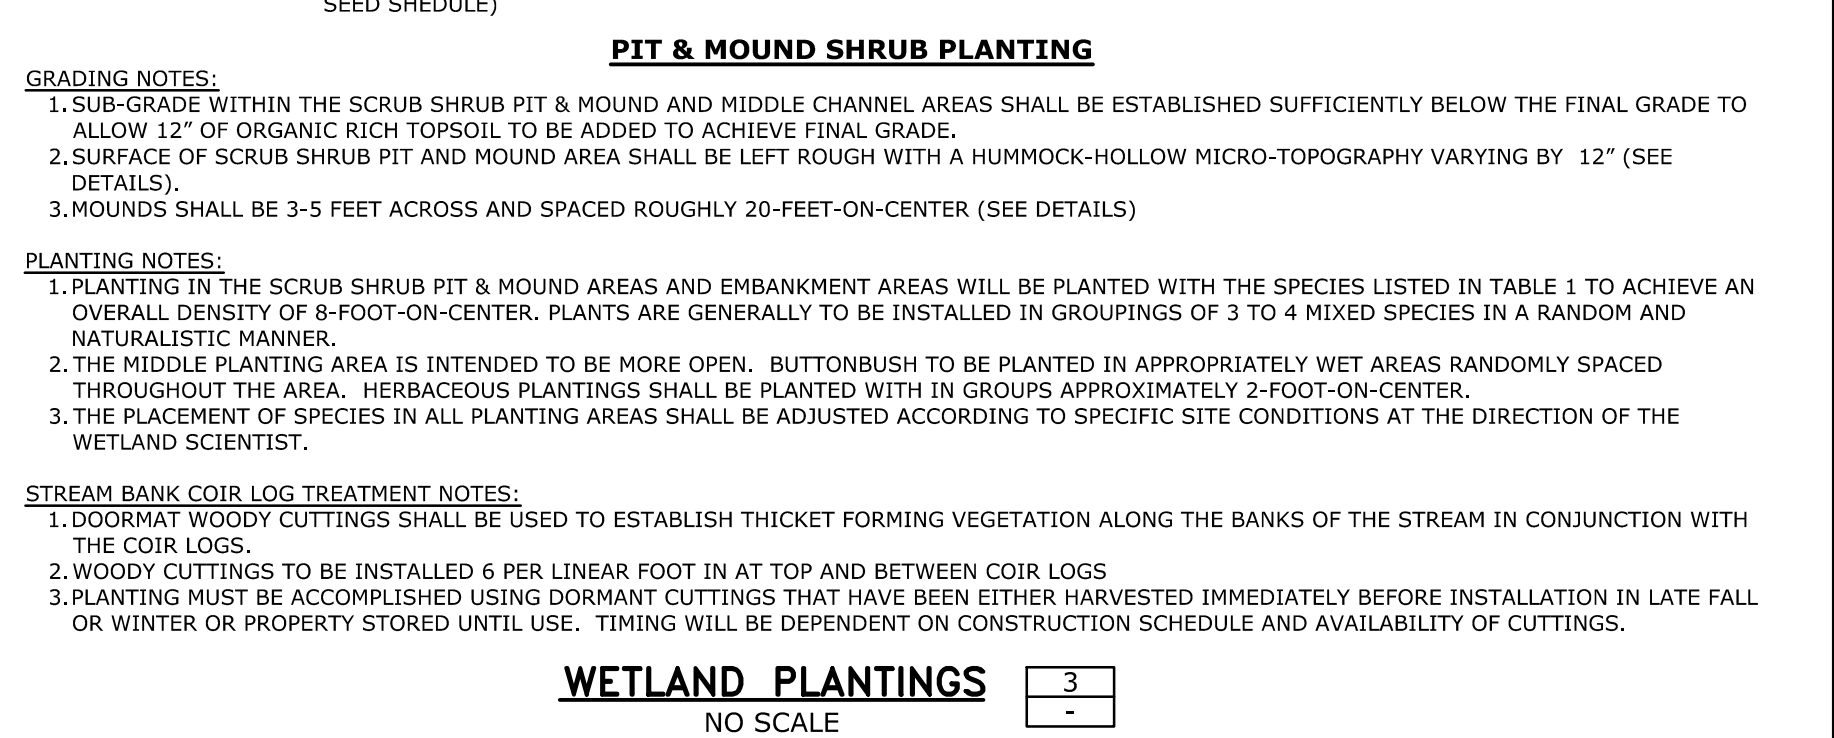 SEED SHEDULE)
PIT & MOUND SHRUB PLANTING
GRADING NOTES:
1. SUB-GRADE WITHIN THE SCRUB SHRUB PIT & MOUND AND MIDDLE CHANNEL AREAS SHALL BE ESTABLISHED SUFFICIENTLY BELOW THE FINAL GRADE TO
ALLOW 12” OF ORGANIC RICH TOPSOIL TO BE ADDED TO ACHIEVE FINAL GRADE.
2. SURFACE OF SCRUB SHRUB PIT AND MOUND AREA SHALL BE LEFT ROUGH WITH A HUMMOCK-HOLLOW MICRO-TOPOGRAPHY VARYING BY 12” (SEE
DETAILS).
3. MOUNDS SHALL BE 3-5 FEET ACROSS AND SPACED ROUGHLY 20-FEET-ON-CENTER (SEE DETAILS)
PLANTING NOTES:
1. PLANTING IN THE SCRUB SHRUB PIT & MOUND AREAS AND EMBANKMENT AREAS WILL BE PLANTED WITH THE SPECIES LISTED IN TABLE 1 TO ACHIEVE AN
OVERALL DENSITY OF 8-FOOT-ON-CENTER. PLANTS ARE GENERALLY TO BE INSTALLED IN GROUPINGS OF 3 TO 4 MIXED SPECIES IN A RANDOM AND
NATURALISTIC MANNER.
2. THE MIDDLE PLANTING AREA IS INTENDED TO BE MORE OPEN. BUTTONBUSH TO BE PLANTED IN APPROPRIATELY WET AREAS RANDOMLY SPACED
THROUGHOUT THE AREA. HERBACEOUS PLANTINGS SHALL BE PLANTED WITH IN GROUPS APPROXIMATELY 2-FOOT-ON-CENTER.
3. THE PLACEMENT OF SPECIES IN ALL PLANTING AREAS SHALL BE ADJUSTED ACCORDING TO SPECIFIC SITE CONDITIONS AT THE DIRECTION OF THE
WETLAND SCIENTIST.
STREAM BANK COIR LOG TREATMENT NOTES:
1. DOORMAT WOODY CUTTINGS SHALL BE USED TO ESTABLISH THICKET FORMING VEGETATION ALONG THE BANKS OF THE STREAM IN CONJUNCTION WITH
THE COIR LOGS.
2. WOODY CUTTINGS TO BE INSTALLED 6 PER LINEAR FOOT IN AT TOP AND BETWEEN COIR LOGS
3. PLANTING MUST BE ACCOMPLISHED USING DORMANT CUTTINGS THAT HAVE BEEN EITHER HARVESTED IMMEDIATELY BEFORE INSTALLATION IN LATE FALL
OR WINTER OR PROPERTY STORED UNTIL USE. TIMING WILL BE DEPENDENT ON CONSTRUCTION SCHEDULE AND AVAILABILITY OF CUTTINGS.
WETLAND PLANTINGS
3
-
NO SCALE